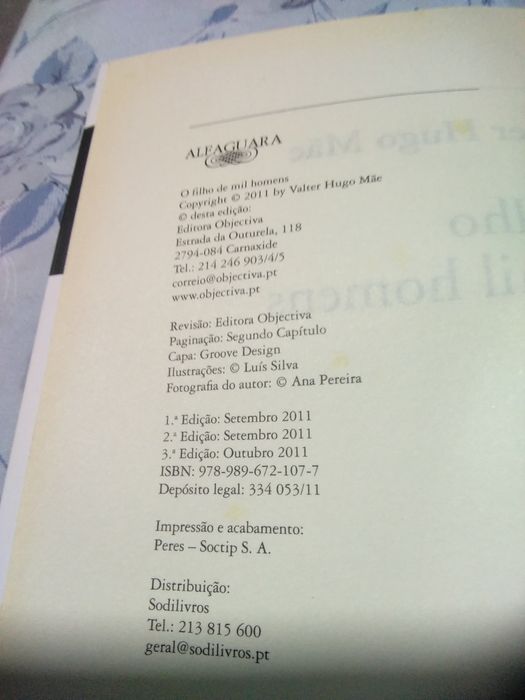 ALFAGUARA
O filho de mil homens
Copyright © 2011 by Valter Hugo Mãe
© desta edição:
Editora Objectiva
Estrada da Outurela, 118
2794-084 Carnaxide
Tel.: 214 246 903/4/5
correio@objectiva.pt
www.objectiva.pt
Revisão: Editora Objectiva
Paginação: Segundo Capítulo
Capa: Groove Design
Ilustrações: © Luís Silva
Fotografia do autor: © Ana Pereira
1.ª Edição: Setembro 2011
2.ª Edição: Setembro 2011
3.ª Edição: Outubro 2011
ISBN: 978-989-672-107-7
Depósito legal: 334 053/11
Impressão e acabamento:
Peres – Soctip S. A.
Distribuição:
Sodilivros
Tel.: 213 815 600
geral@sodilivros.pt